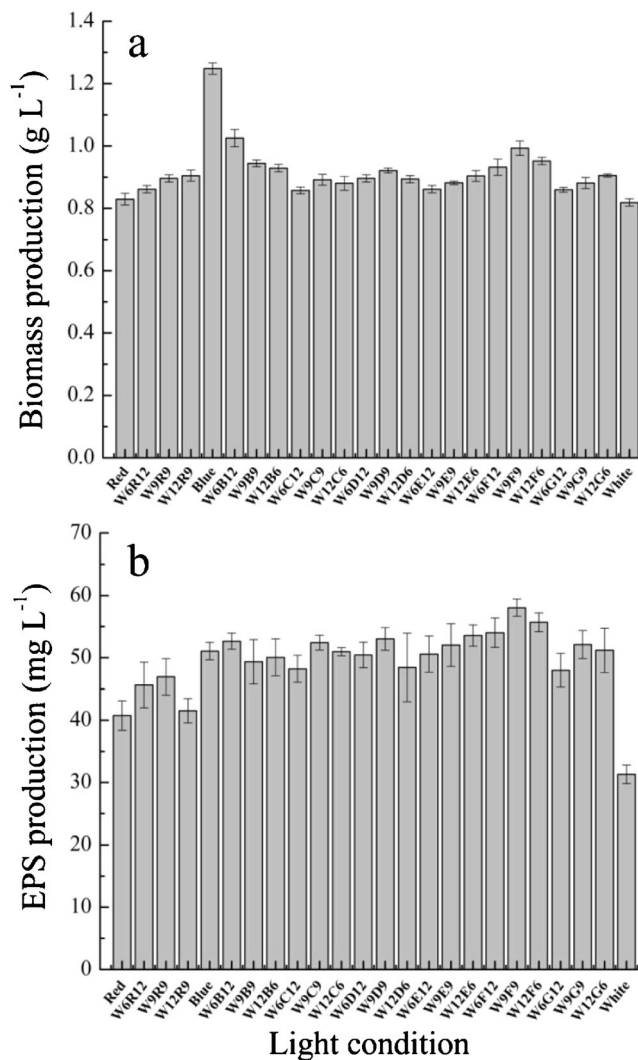 a
Biomass production (g L-1)
1.4
1.2
1.0
0.8
0.6
0.4
0.2
0.0
Red W6R12 W9R9 W12R9 Blue W6B12 W9B9 W12B6 W6C12 W9C9 W12C6 W6D12 W9D9 W12D6 W6E12 W9E9 W12E6 W6F12 W9F9 W12F6 W6G12 W9G9 W12G6 White
b
EPS production (mg L-1)
70
60
50
40
30
20
10
0
Red W6R12 W9R9 W12R9 Blue W6B12 W9B9 W12B6 W6C12 W9C9 W12C6 W6D12 W9D9 W12D6 W6E12 W9E9 W12E6 W6F12 W9F9 W12F6 W6G12 W9G9 W12G6 White
Light condition